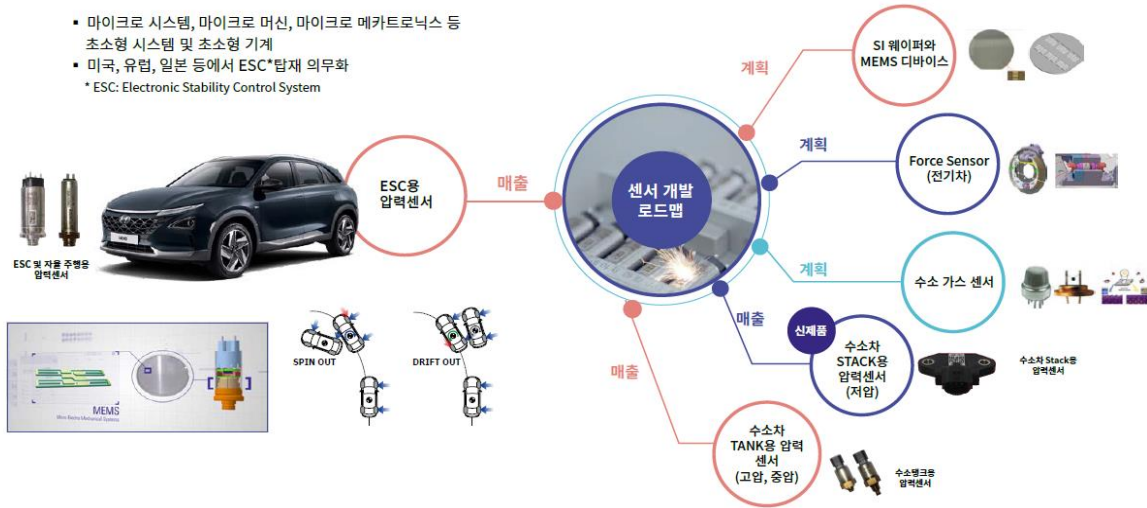 ▪ 마이크로 시스템, 마이크로 머신, 마이크로 메카트로닉스 등
초소형 시스템 및 초소형 기계
▪ 미국, 유럽, 일본 등에서 ESC*탑재 의무화
* ESC: Electronic Stability Control System
ESC 및 자율 주행용
압력센서
MEMS
ESC용
압력센서
매출
센서 개발
로드맵
계획
SI 웨이퍼와
MEMS 디바이스
계획
Force Sensor
(전기차)
계획
수소 가스 센서
매출
신제품
수소차
STACK용
압력센서
(저압)
수소차 Stack용
압력센서
매출
수소차
TANK용 압력
센서
(고압, 중압)
수소탱크용
압력센서
MEMS
Micro Electro Mechanical Systems
SPIN OUT
DRIFT OUT